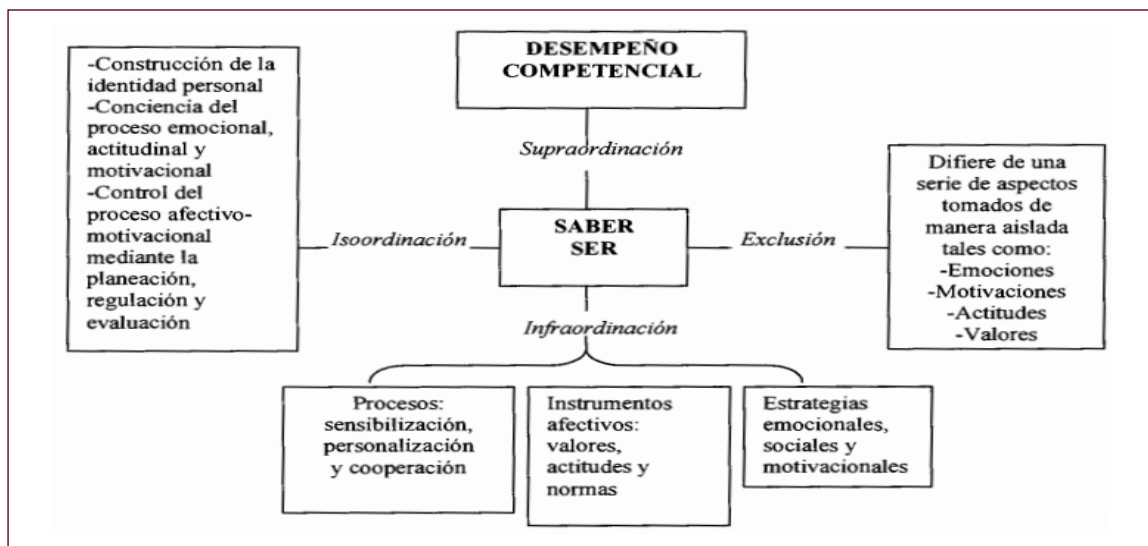 DESEMPEÑO
COMPETENCIAL
-Construcción de la
identidad personal
-Conciencia del
proceso emocional,
actitudinal y
motivacional
-Control del
proceso afectivo-
motivacional
mediante la
planeación,
regulación y
evaluación
Supraordinación
Isoordinación
SABER
SER
Exclusión
Difiere de una
serie de aspectos
tomados de
manera aislada
tales como:
-Emociones
-Motivaciones
-Actitudes
-Valores
Infraordinación
Procesos:
sensibilización,
personalización
y cooperación
Instrumentos
afectivos:
valores,
actitudes y
normas
Estrategias
emocionales,
sociales y
motivacionales